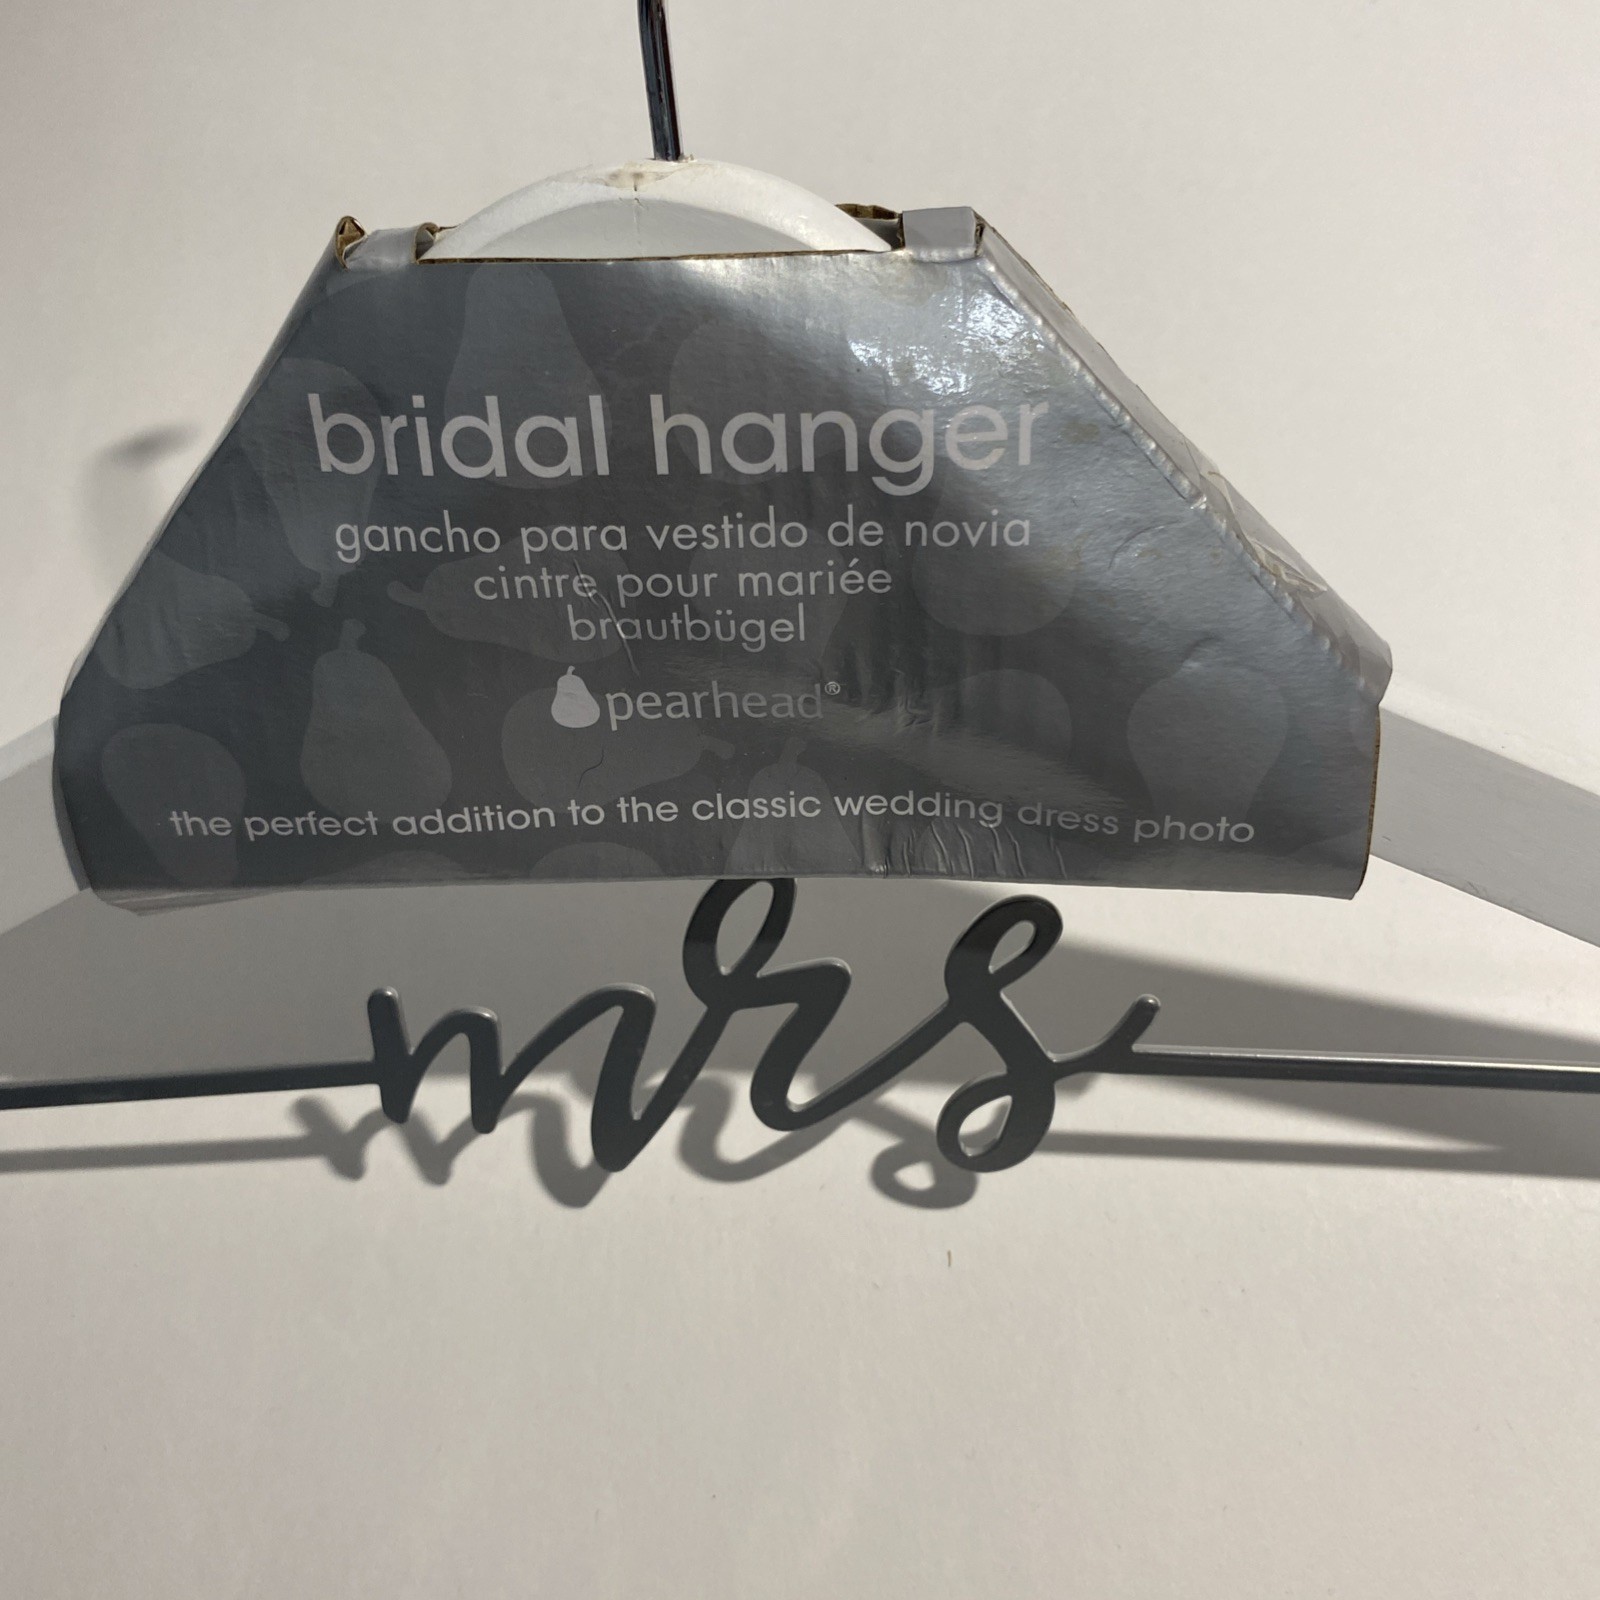 bridal hanger
gancho para vestido de novia
cintre pour mariée
brautbügel
pearhead®
the perfect addition to the classic wedding dress photo
mrs